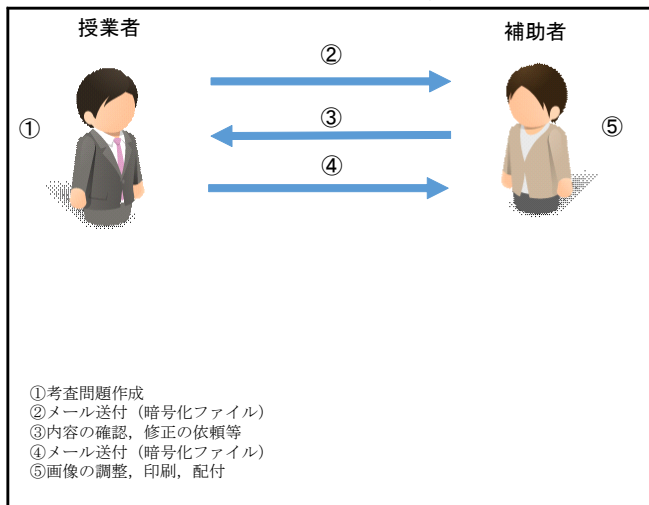 授業者
補助者
②
①
③
⑤
④
①考査問題作成
②メール送付（暗号化ファイル）
③内容の確認，修正の依頼等
④メール送付（暗号化ファイル）
⑤画像の調整，印刷，配付